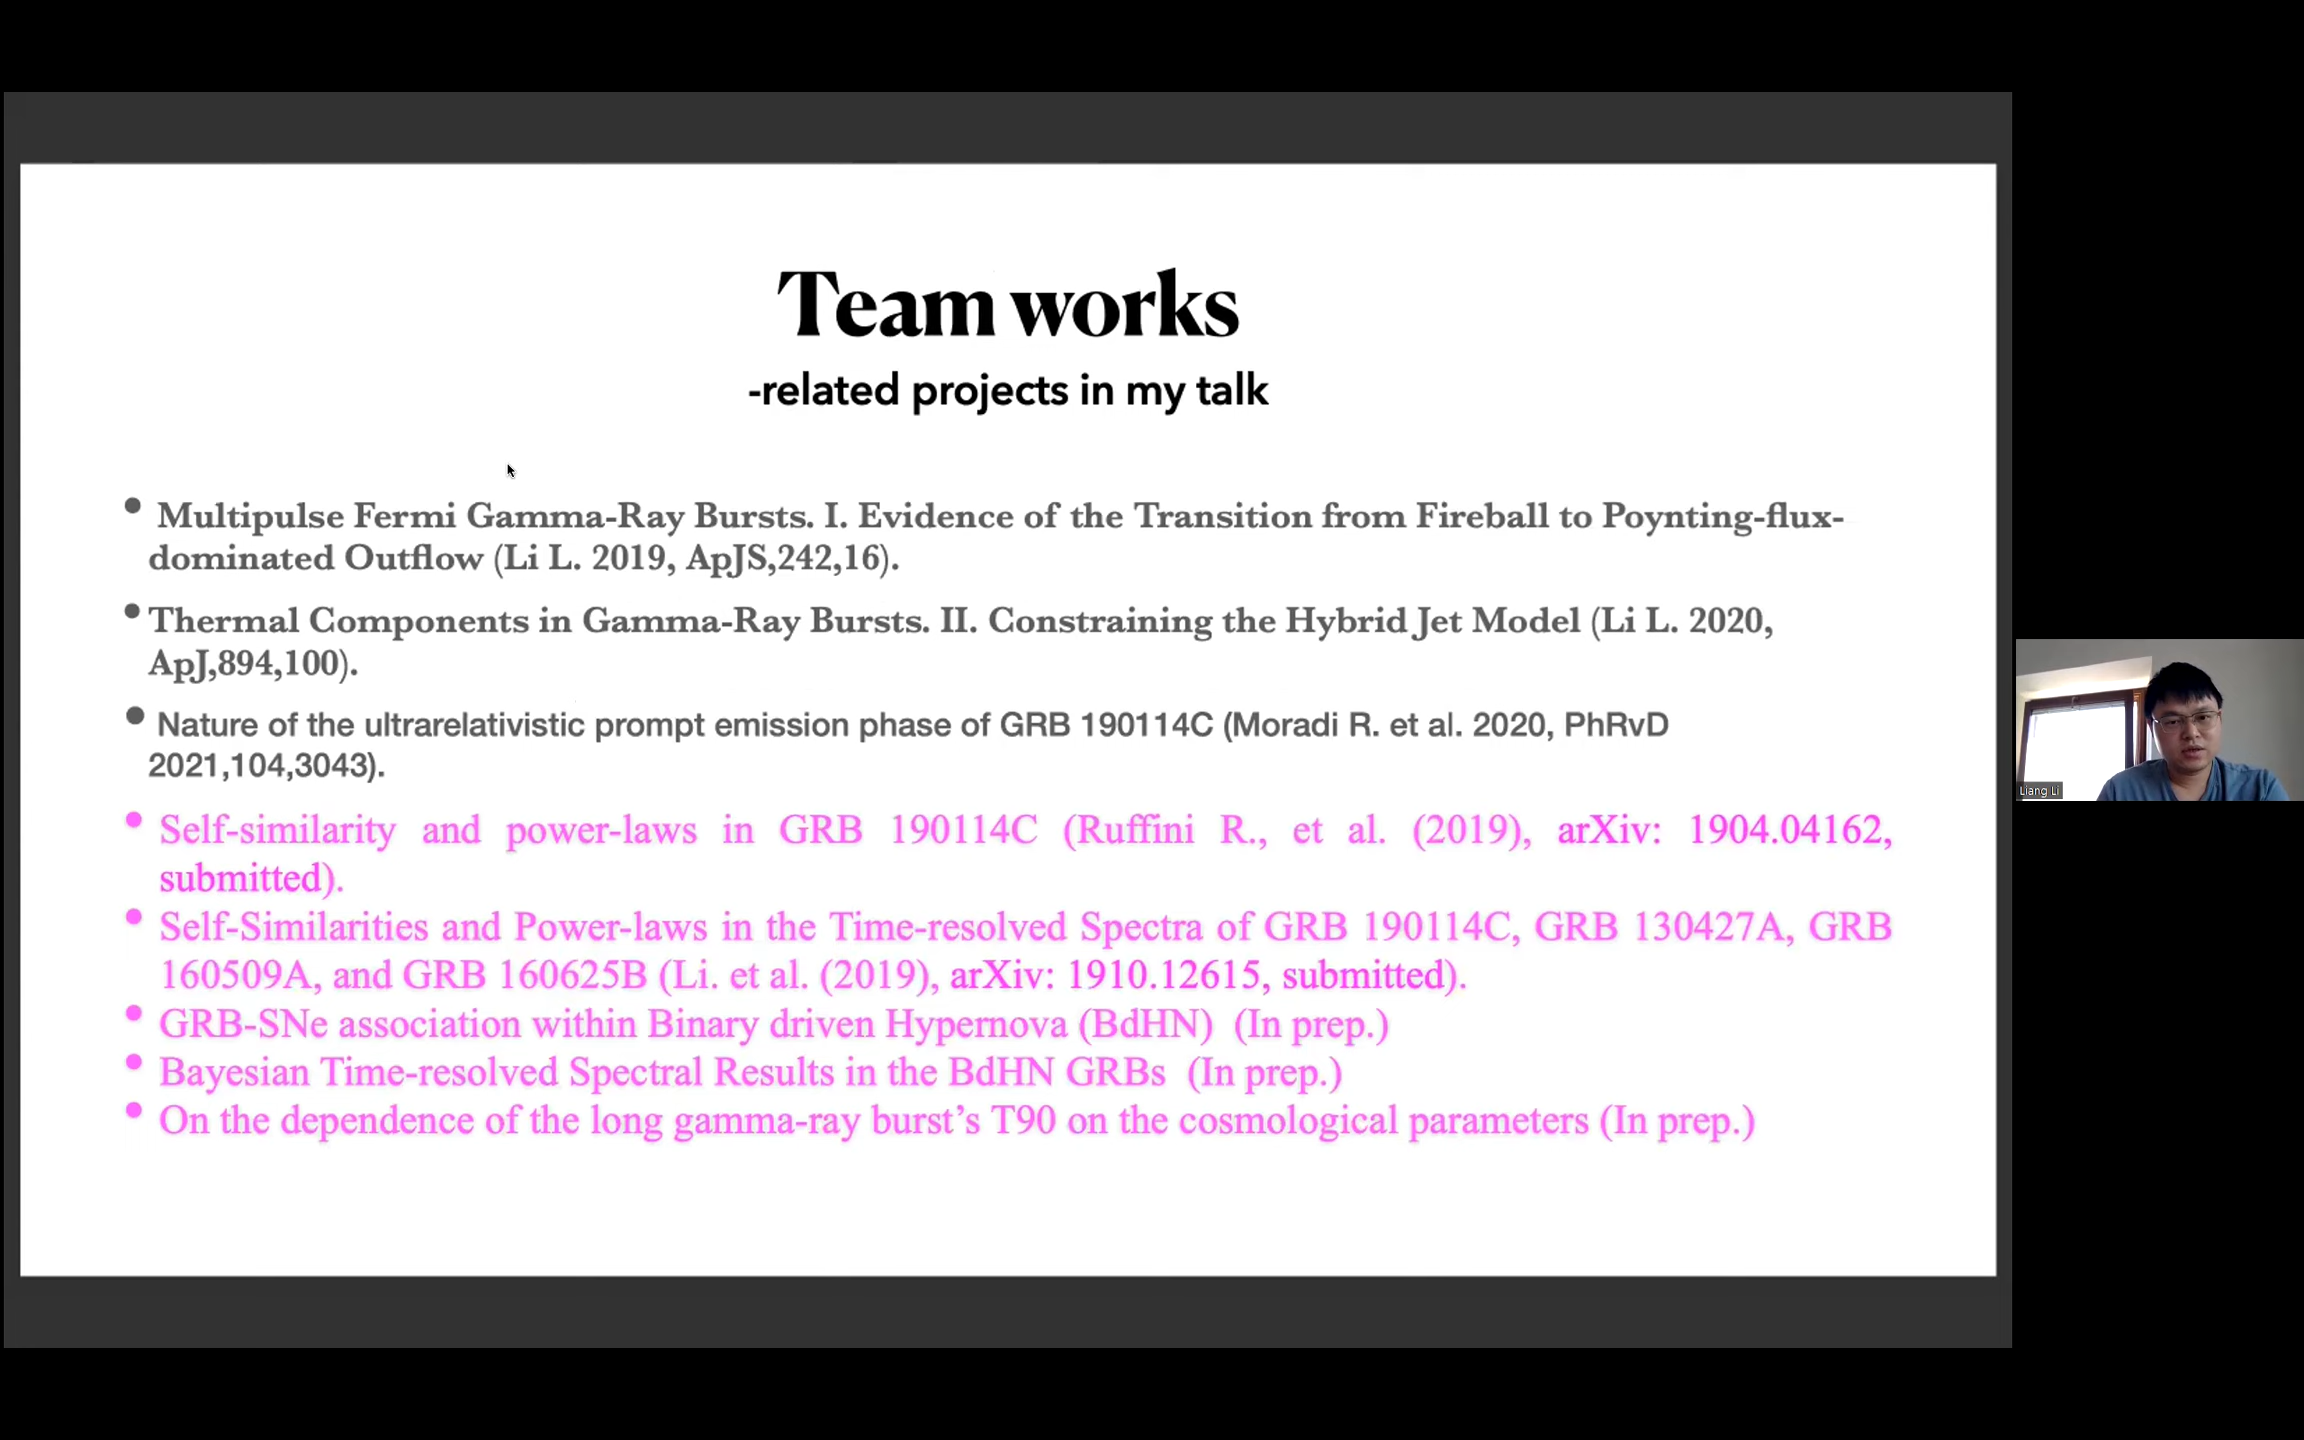 Team works
-related projects in my talk
• Multipulse Fermi Gamma-Ray Bursts. I. Evidence of the Transition from Fireball to Poynting-flux-
dominated Outflow (Li L. 2019, ApJS,242,16).
• Thermal Components in Gamma-Ray Bursts. II. Constraining the Hybrid Jet Model (Li L. 2020,
ApJ,894,100).
• Nature of the ultrarelativistic prompt emission phase of GRB 190114C (Moradi R. et al. 2020, PhRvD
2021,104,3043).
• Self-similarity and power-laws in GRB 190114C (Ruffini R., et al. (2019), arXiv: 1904.04162,
submitted).
• Self-Similarities and Power-laws in the Time-resolved Spectra of GRB 190114C, GRB 130427A, GRB
160509A, and GRB 160625B (Li. et al. (2019), arXiv: 1910.12615, submitted).
• GRB-SNe association within Binary driven Hypernova (BdHN) (In prep.)
• Bayesian Time-resolved Spectral Results in the BdHN GRBs (In prep.)
• On the dependence of the long gamma-ray burst’s T90 on the cosmological parameters (In prep.)
Liang Li